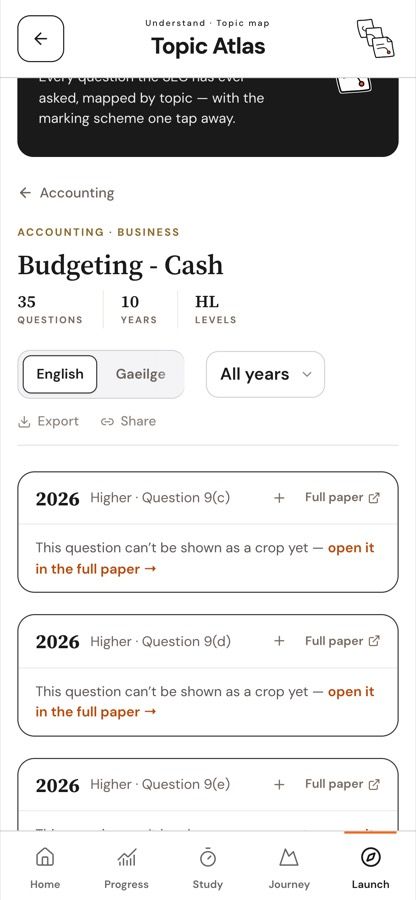 Understand · Topic map
Topic Atlas
Every question the SEC has ever
asked, mapped by topic — with the
marking scheme one tap away.
← Accounting
ACCOUNTING · BUSINESS
Budgeting - Cash
35
QUESTIONS
10
YEARS
HL
LEVELS
English
Gaeilge
All years
Export
Share
2026 Higher · Question 9(c) + Full paper
This question can't be shown as a crop yet — open it
in the full paper →
2026 Higher · Question 9(d) + Full paper
This question can't be shown as a crop yet — open it
in the full paper →
2026 Higher · Question 9(e) + Full paper
Home
Progress
Study
Journey
Launch